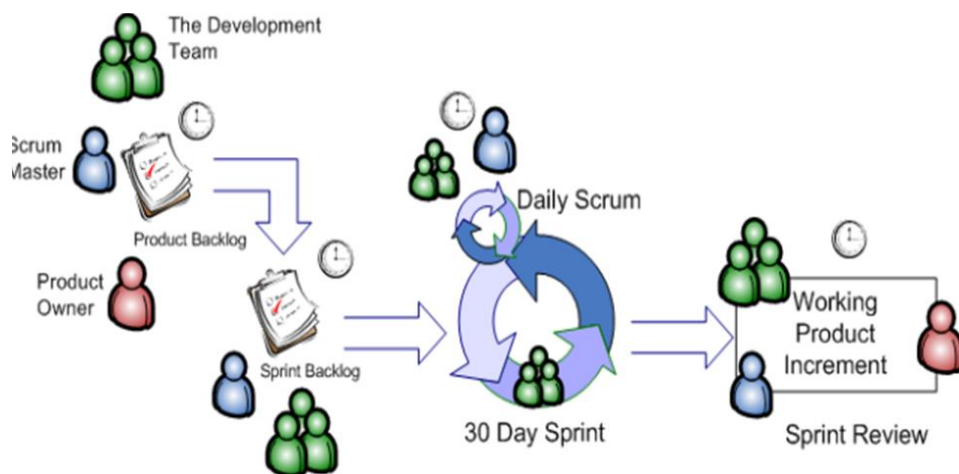 The Development
Team
Scrum
Master
Product Backlog
Product
Owner
Sprint Backlog
Daily Scrum
30 Day Sprint
Working
Product
Increment
Sprint Review